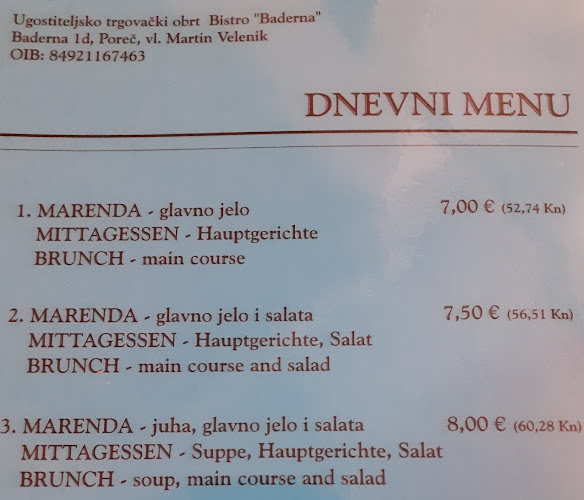 Ugostiteljsko trgovački obrt Bistro "Baderna"
Baderna 1d, Poreč, vl. Martin Velenik
OIB: 84921167463
DNEVNI MENU
1. MARENDA - glavno jelo 7,00 € (52,74 Kn)
MITTAGESSEN - Hauptgerichte
BRUNCH - main course
2. MARENDA - glavno jelo i salata 7,50 € (56,51 Kn)
MITTAGESSEN - Hauptgerichte, Salat
BRUNCH - main course and salad
3. MARENDA - juha, glavno jelo i salata 8,00 € (60,28 Kn)
MITTAGESSEN - Suppe, Hauptgerichte, Salat
BRUNCH - soup, main course and salad